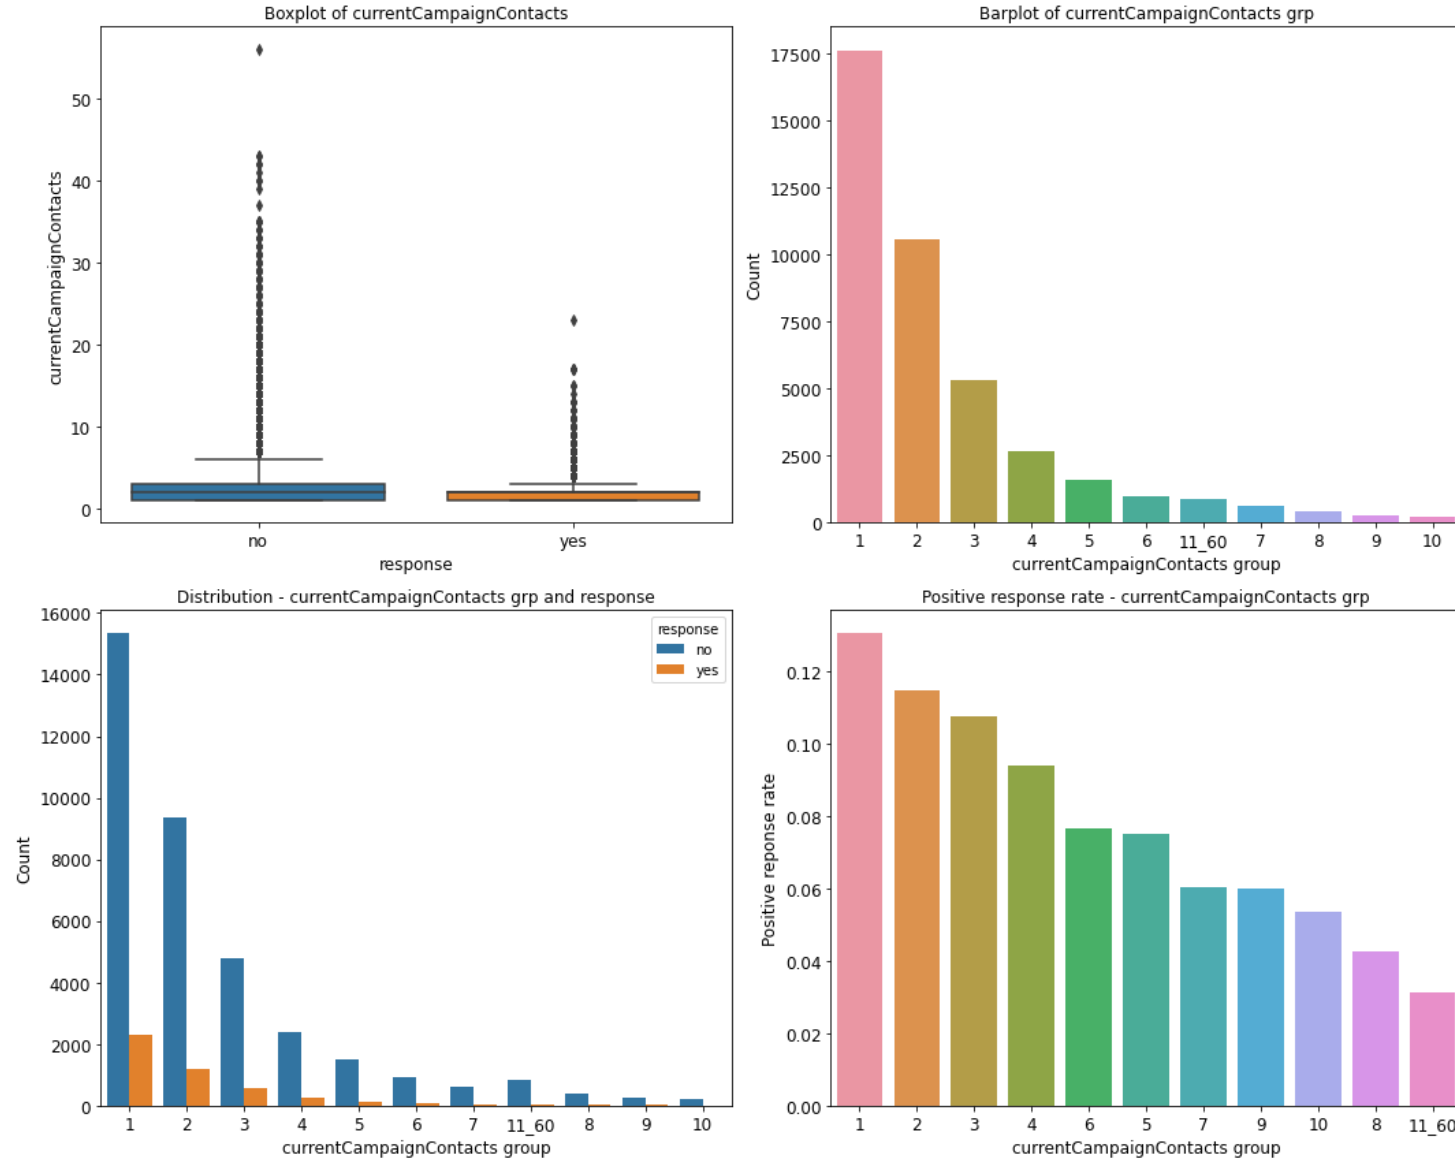 Boxplot of currentCampaignContacts
currentCampaignContacts
50
40
30
20
10
0
no yes
response
Barplot of currentCampaignContacts grp
Count
17500
15000
12500
10000
7500
5000
2500
0
1 2 3 4 5 6 11_60 7 8 9 10
currentCampaignContacts group
Distribution - currentCampaignContacts grp and response
Count
16000
14000
12000
10000
8000
6000
4000
2000
0
response
no
yes
1 2 3 4 5 6 7 11_60 8 9 10
currentCampaignContacts group
Positive response rate - currentCampaignContacts grp
Positive reponse rate
0.12
0.10
0.08
0.06
0.04
0.02
0.00
1 2 3 4 6 5 7 9 10 8 11_60
currentCampaignContacts group